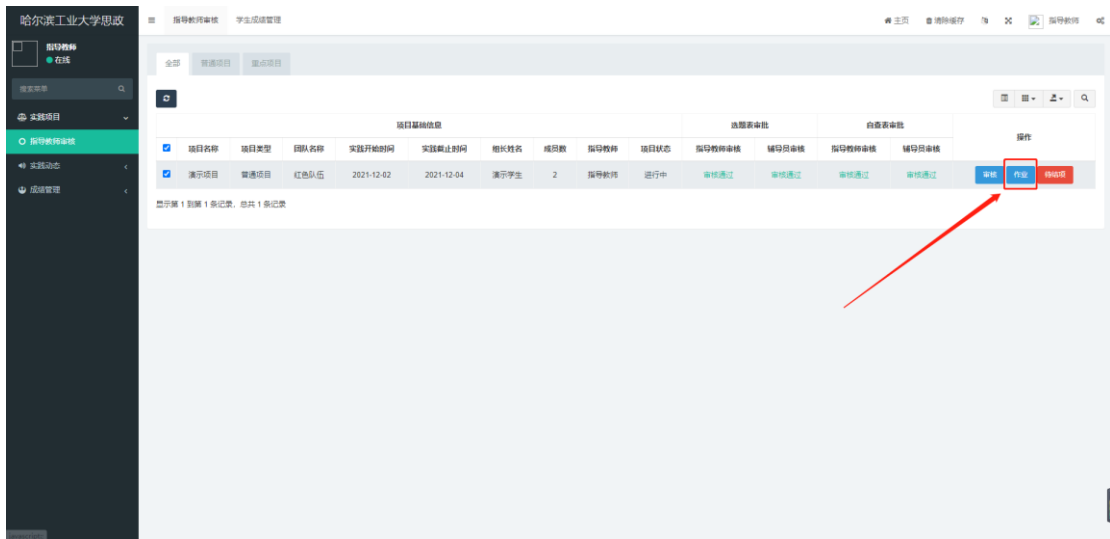 哈尔滨工业大学思政
指导教师审核 学生成绩管理
主页 清除缓存 指导教师
指导教师
在线
搜索菜单
实践项目
指导教师审核
实践动态
成绩管理
全部 普通项目 重点项目
项目基础信息 选题表审批 自查表审批 操作
项目名称 项目类型 团队名称 实践开始时间 实践截止时间 组长姓名 成员数 指导教师 项目状态 指导教师审核 辅导员审核 指导教师审核 辅导员审核
演示项目 普通项目 红色队伍 2021-12-02 2021-12-04 演示学生 2 指导教师 进行中 审核通过 审核通过 审核通过 审核通过 审核 作业 待结项
显示第 1 到第 1 条记录，总共 1 条记录